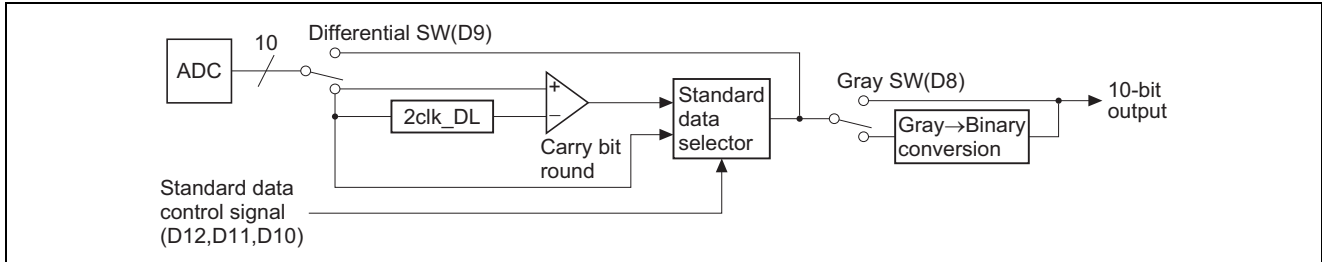 Differential SW(D9)
10
ADC
+
−
2clk_DL
Carry bit
round
Standard
data
selector
Gray SW(D8)
Gray→Binary
conversion
10-bit
output
Standard data
control signal
(D12,D11,D10)